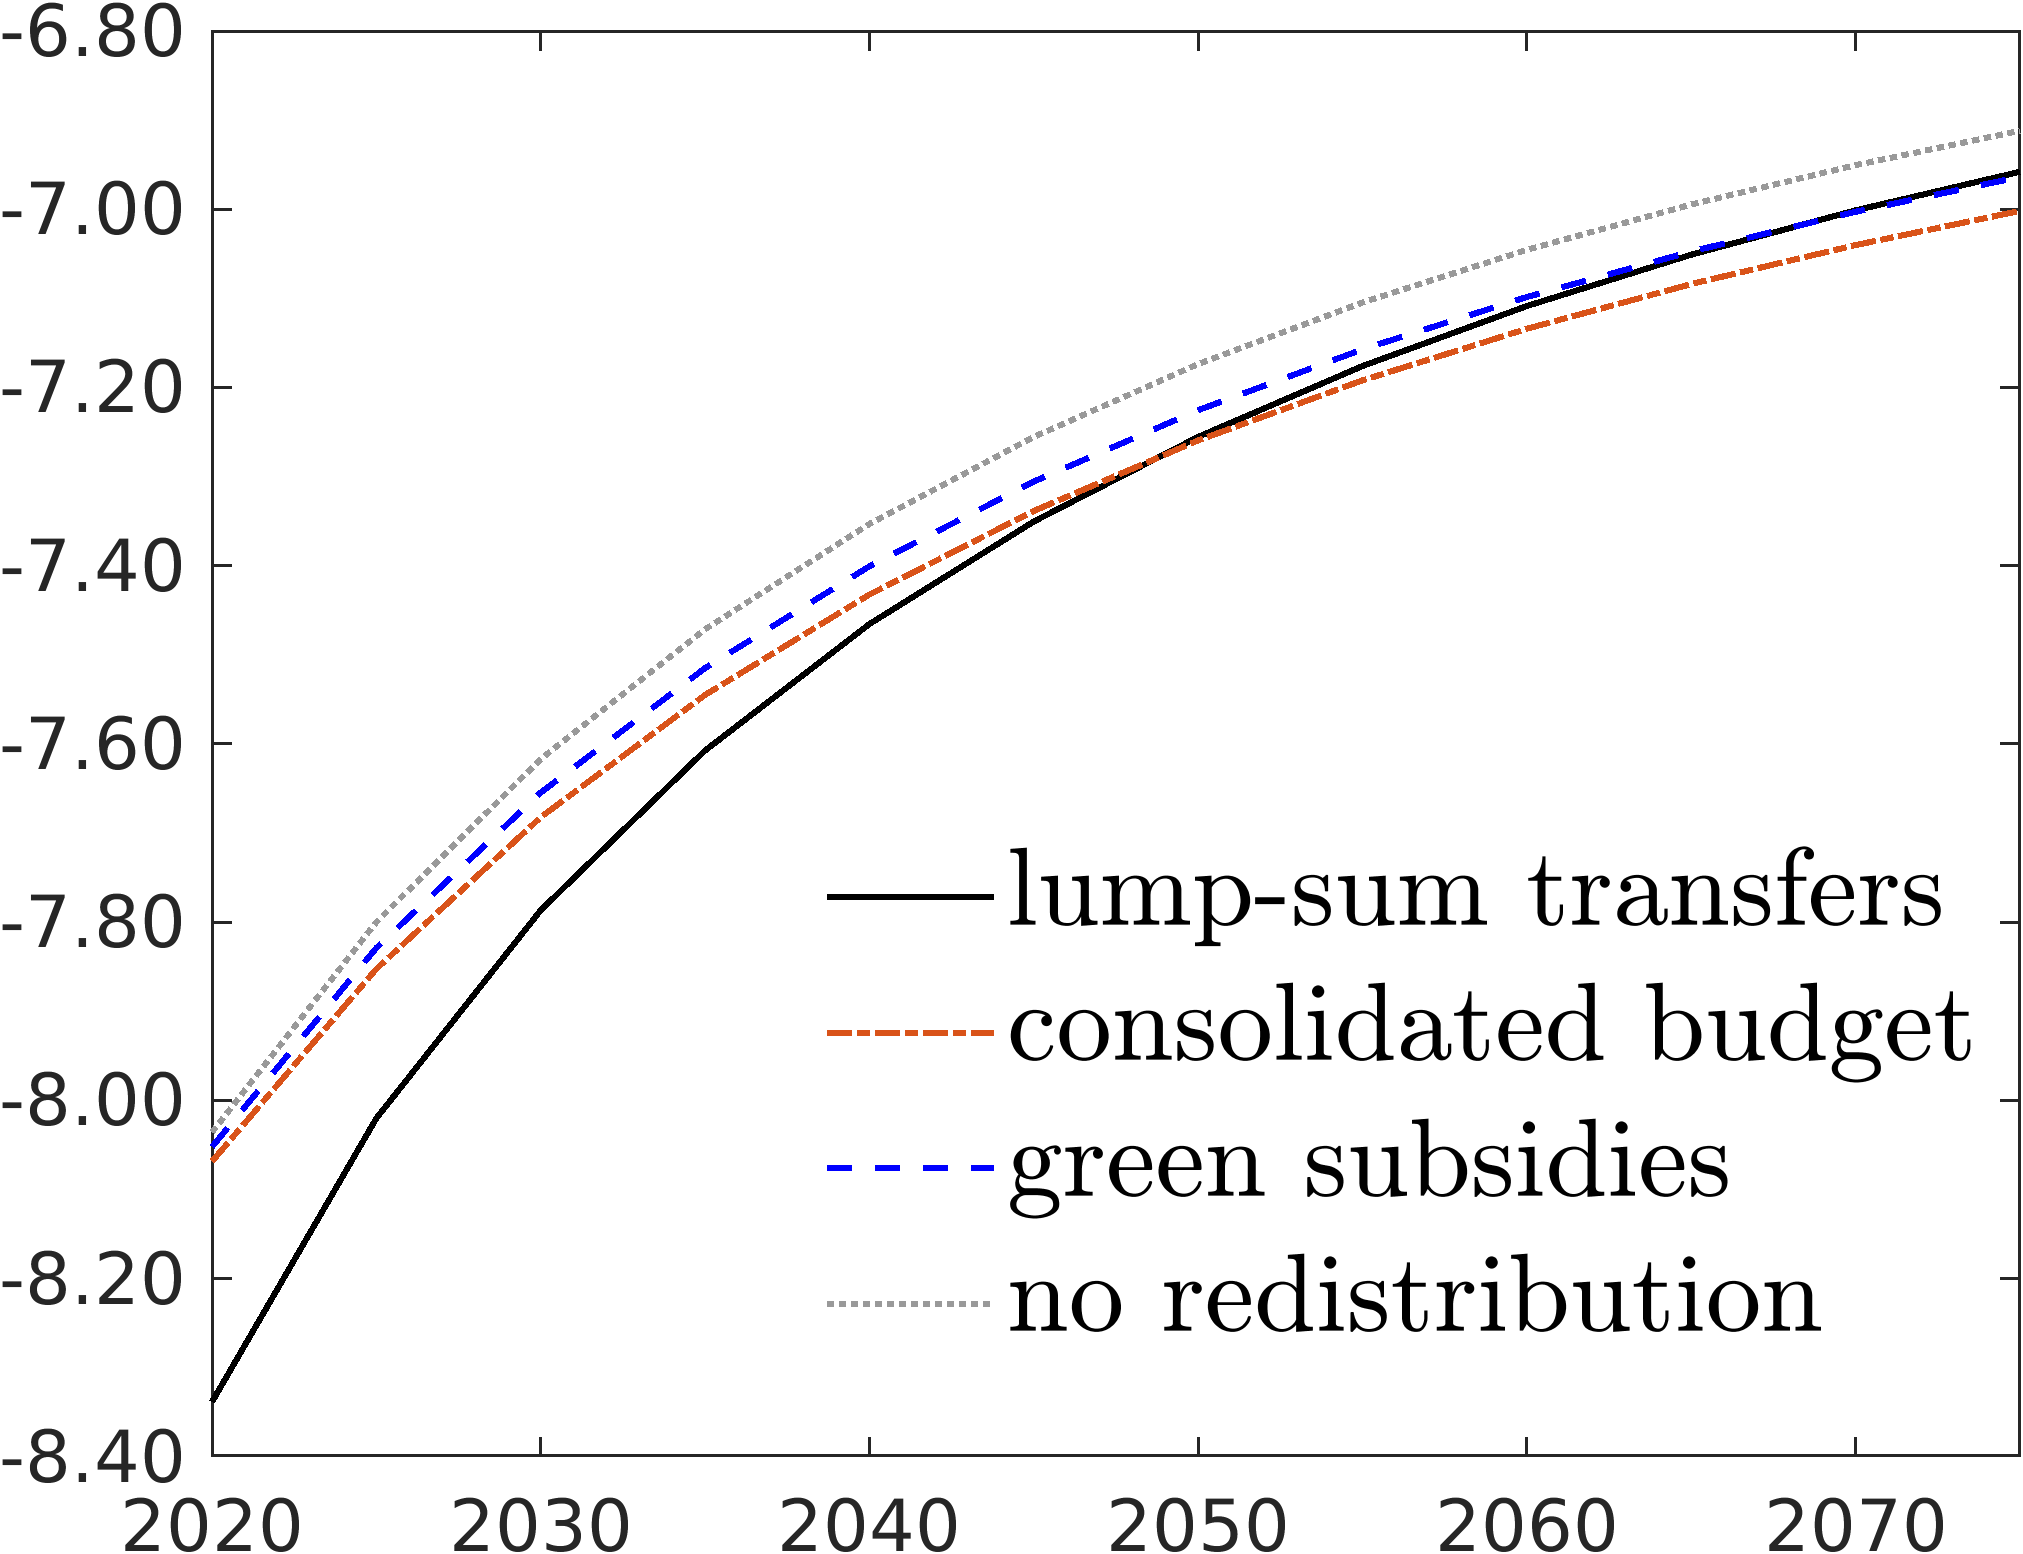 -6.80
-7.00
-7.20
-7.40
-7.60
-7.80
-8.00
-8.20
-8.40
lump-sum transfers
consolidated budget
green subsidies
no redistribution
2020 2030 2040 2050 2060 2070